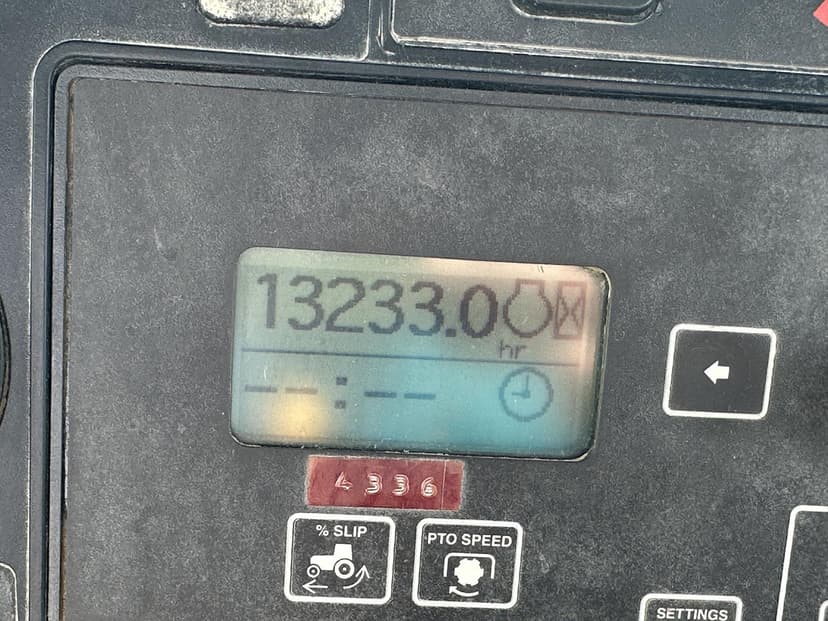 13233.0
hr
--:--
4336
% SLIP
PTO SPEED
SETTINGS